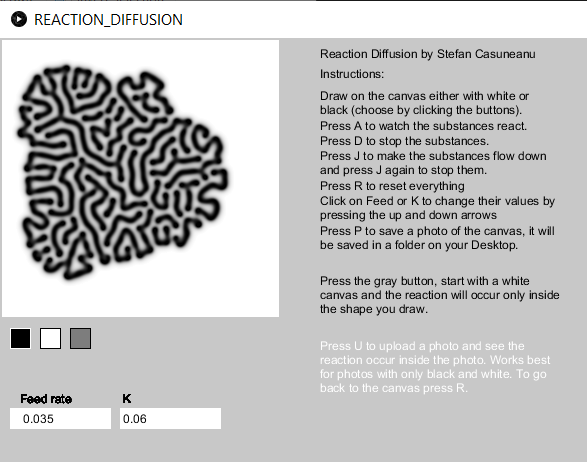 REACTION_DIFFUSION
Reaction Diffusion by Stefan Casuneanu
Instructions:
Draw on the canvas either with white or
black (choose by clicking the buttons).
Press A to watch the substances react.
Press D to stop the substances.
Press J to make the substances flow down
and press J again to stop them.
Press R to reset everything
Click on Feed or K to change their values by
pressing the up and down arrows
Press P to save a photo of the canvas, it will
be saved in a folder on your Desktop.
Press the gray button, start with a white
canvas and the reaction will occur only inside
the shape you draw.
Press U to upload a photo and see the
reaction occur inside the photo. Works best
for photos with only black and white. To go
back to the canvas press R.
Feed rate K
0.035 0.06